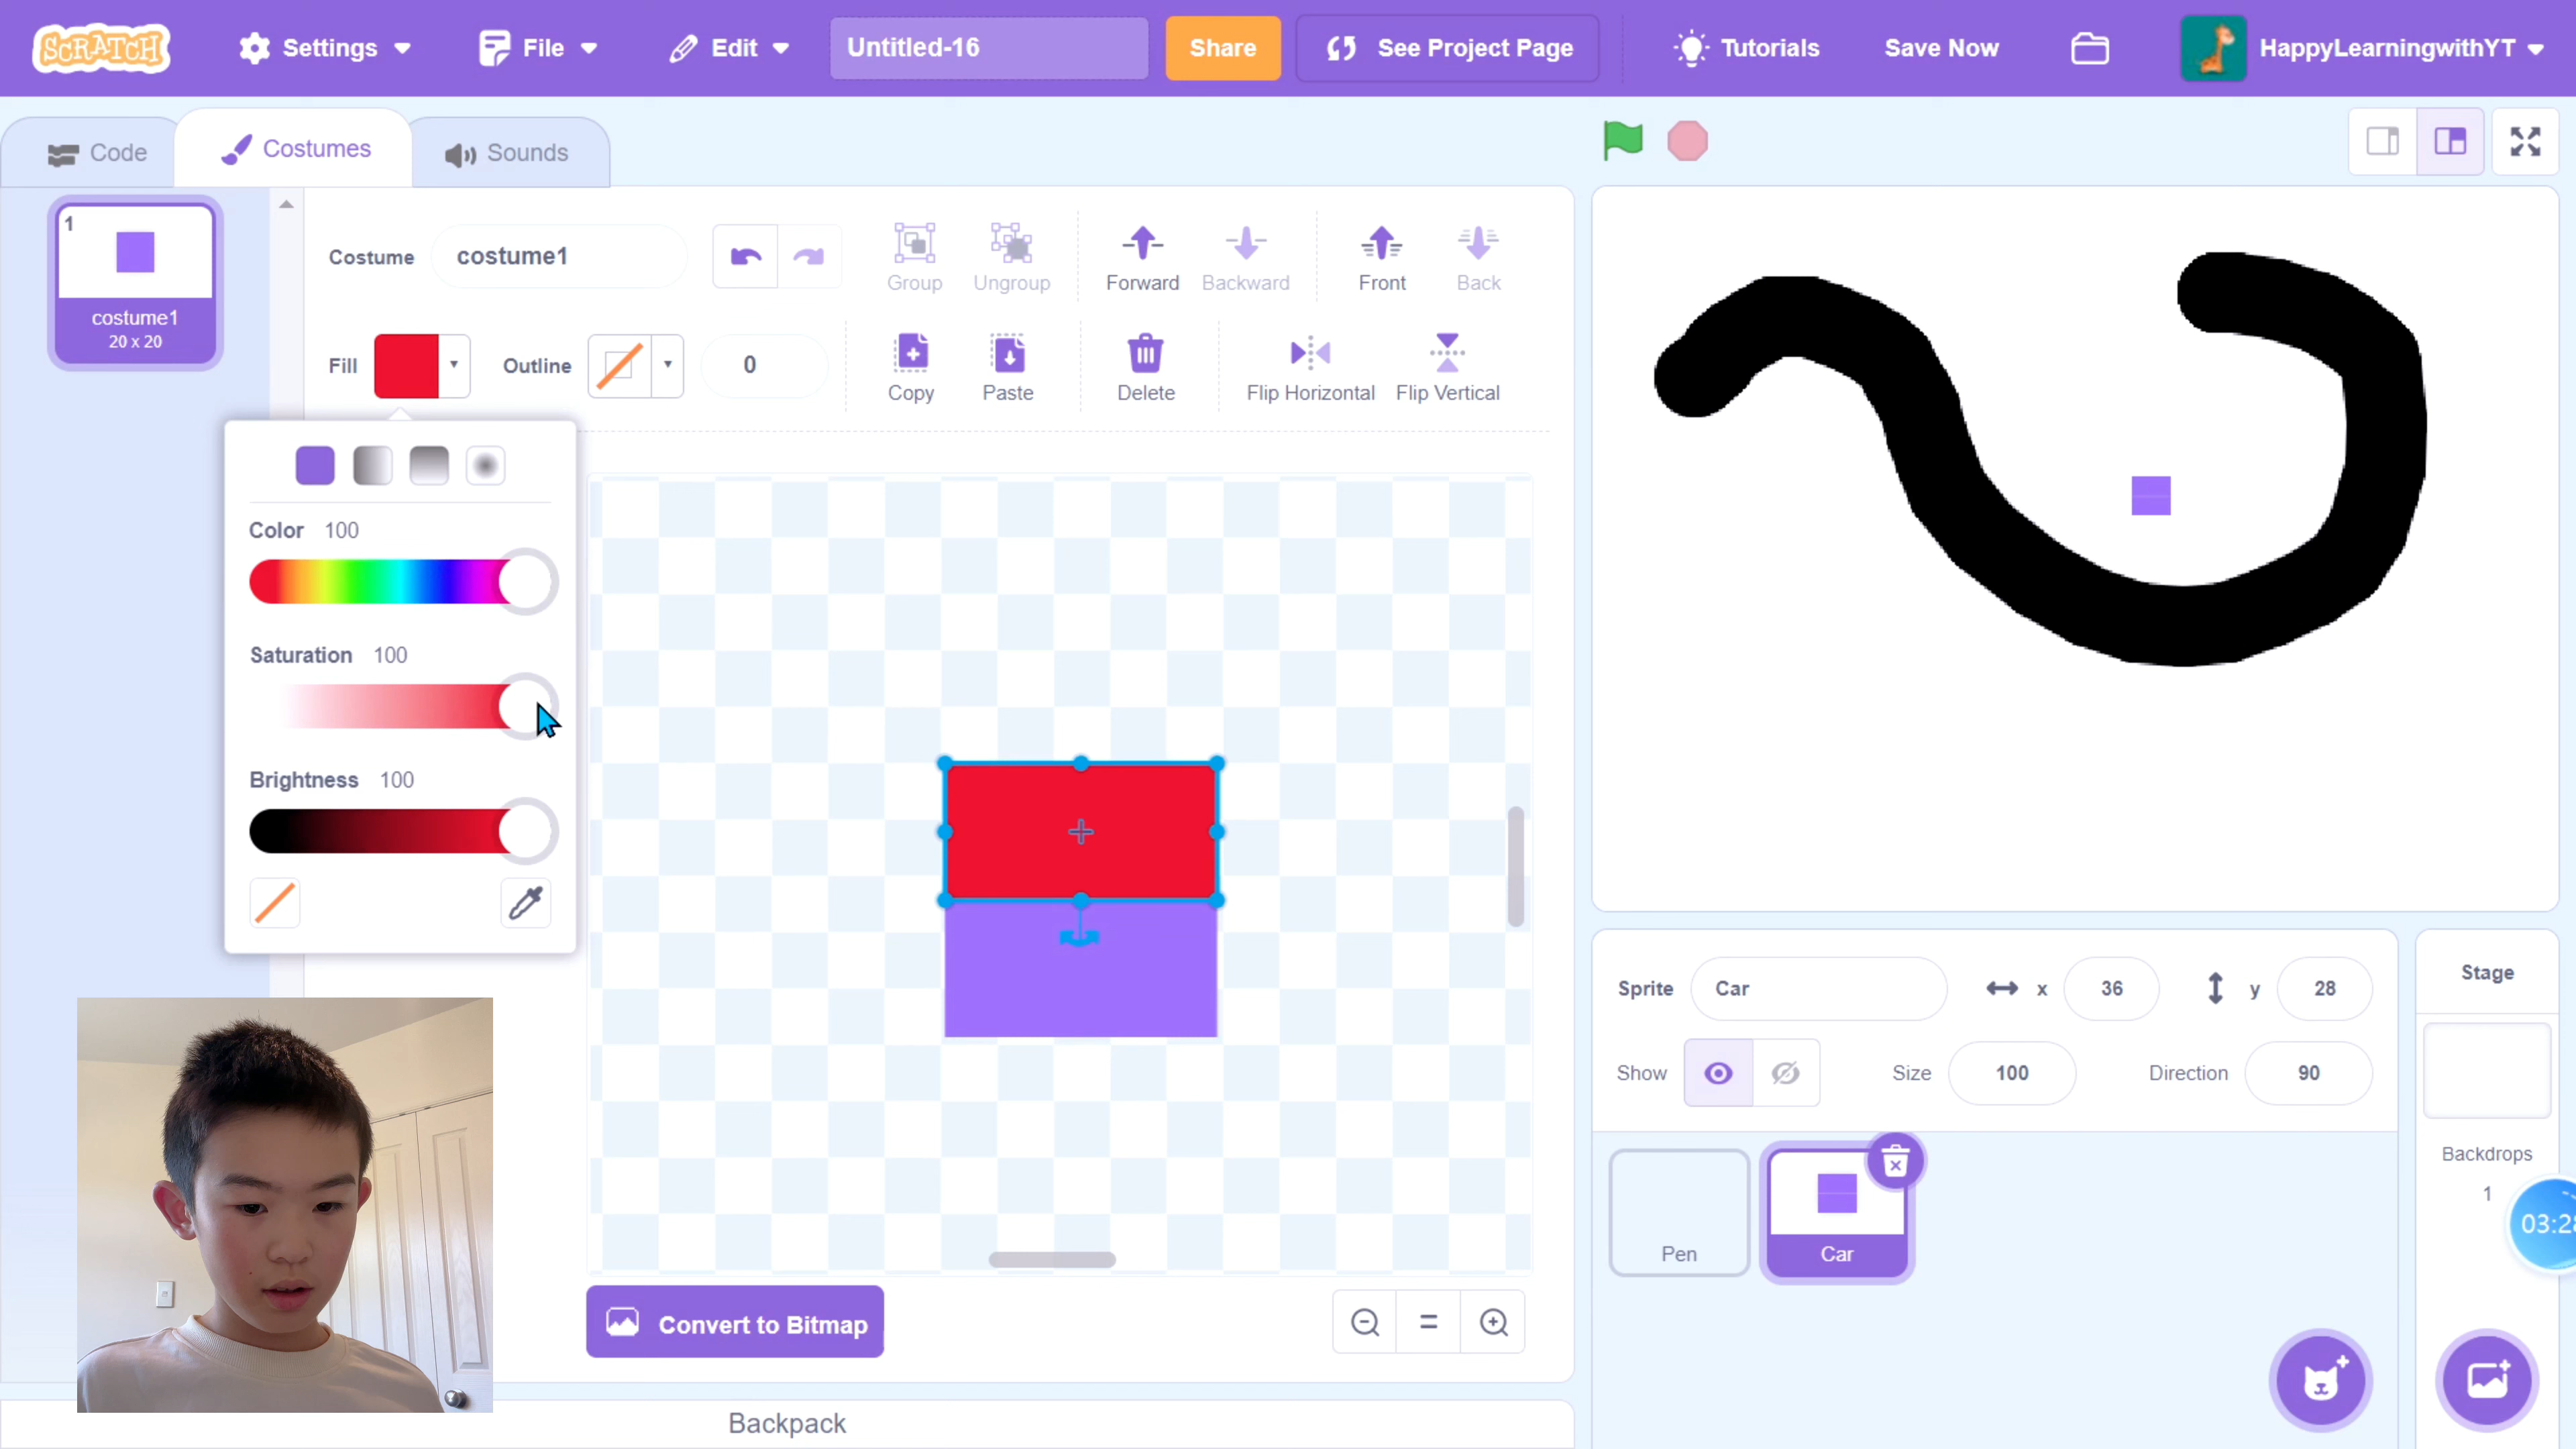 SCRATCH
Settings
File
Edit
Untitled-16
Share
See Project Page
Tutorials
Save Now
HappyLearningwithYT
Code
Costumes
Sounds
1
costume1
20 x 20
Costume
costume1
Group
Ungroup
Forward
Backward
Front
Back
Fill
Outline
0
Copy
Paste
Delete
Flip Horizontal
Flip Vertical
Color 100
Saturation 100
Brightness 100
Convert to Bitmap
Backpack
Sprite
Car
x
36
y
28
Show
Size
100
Direction
90
Pen
Car
Stage
Backdrops
1